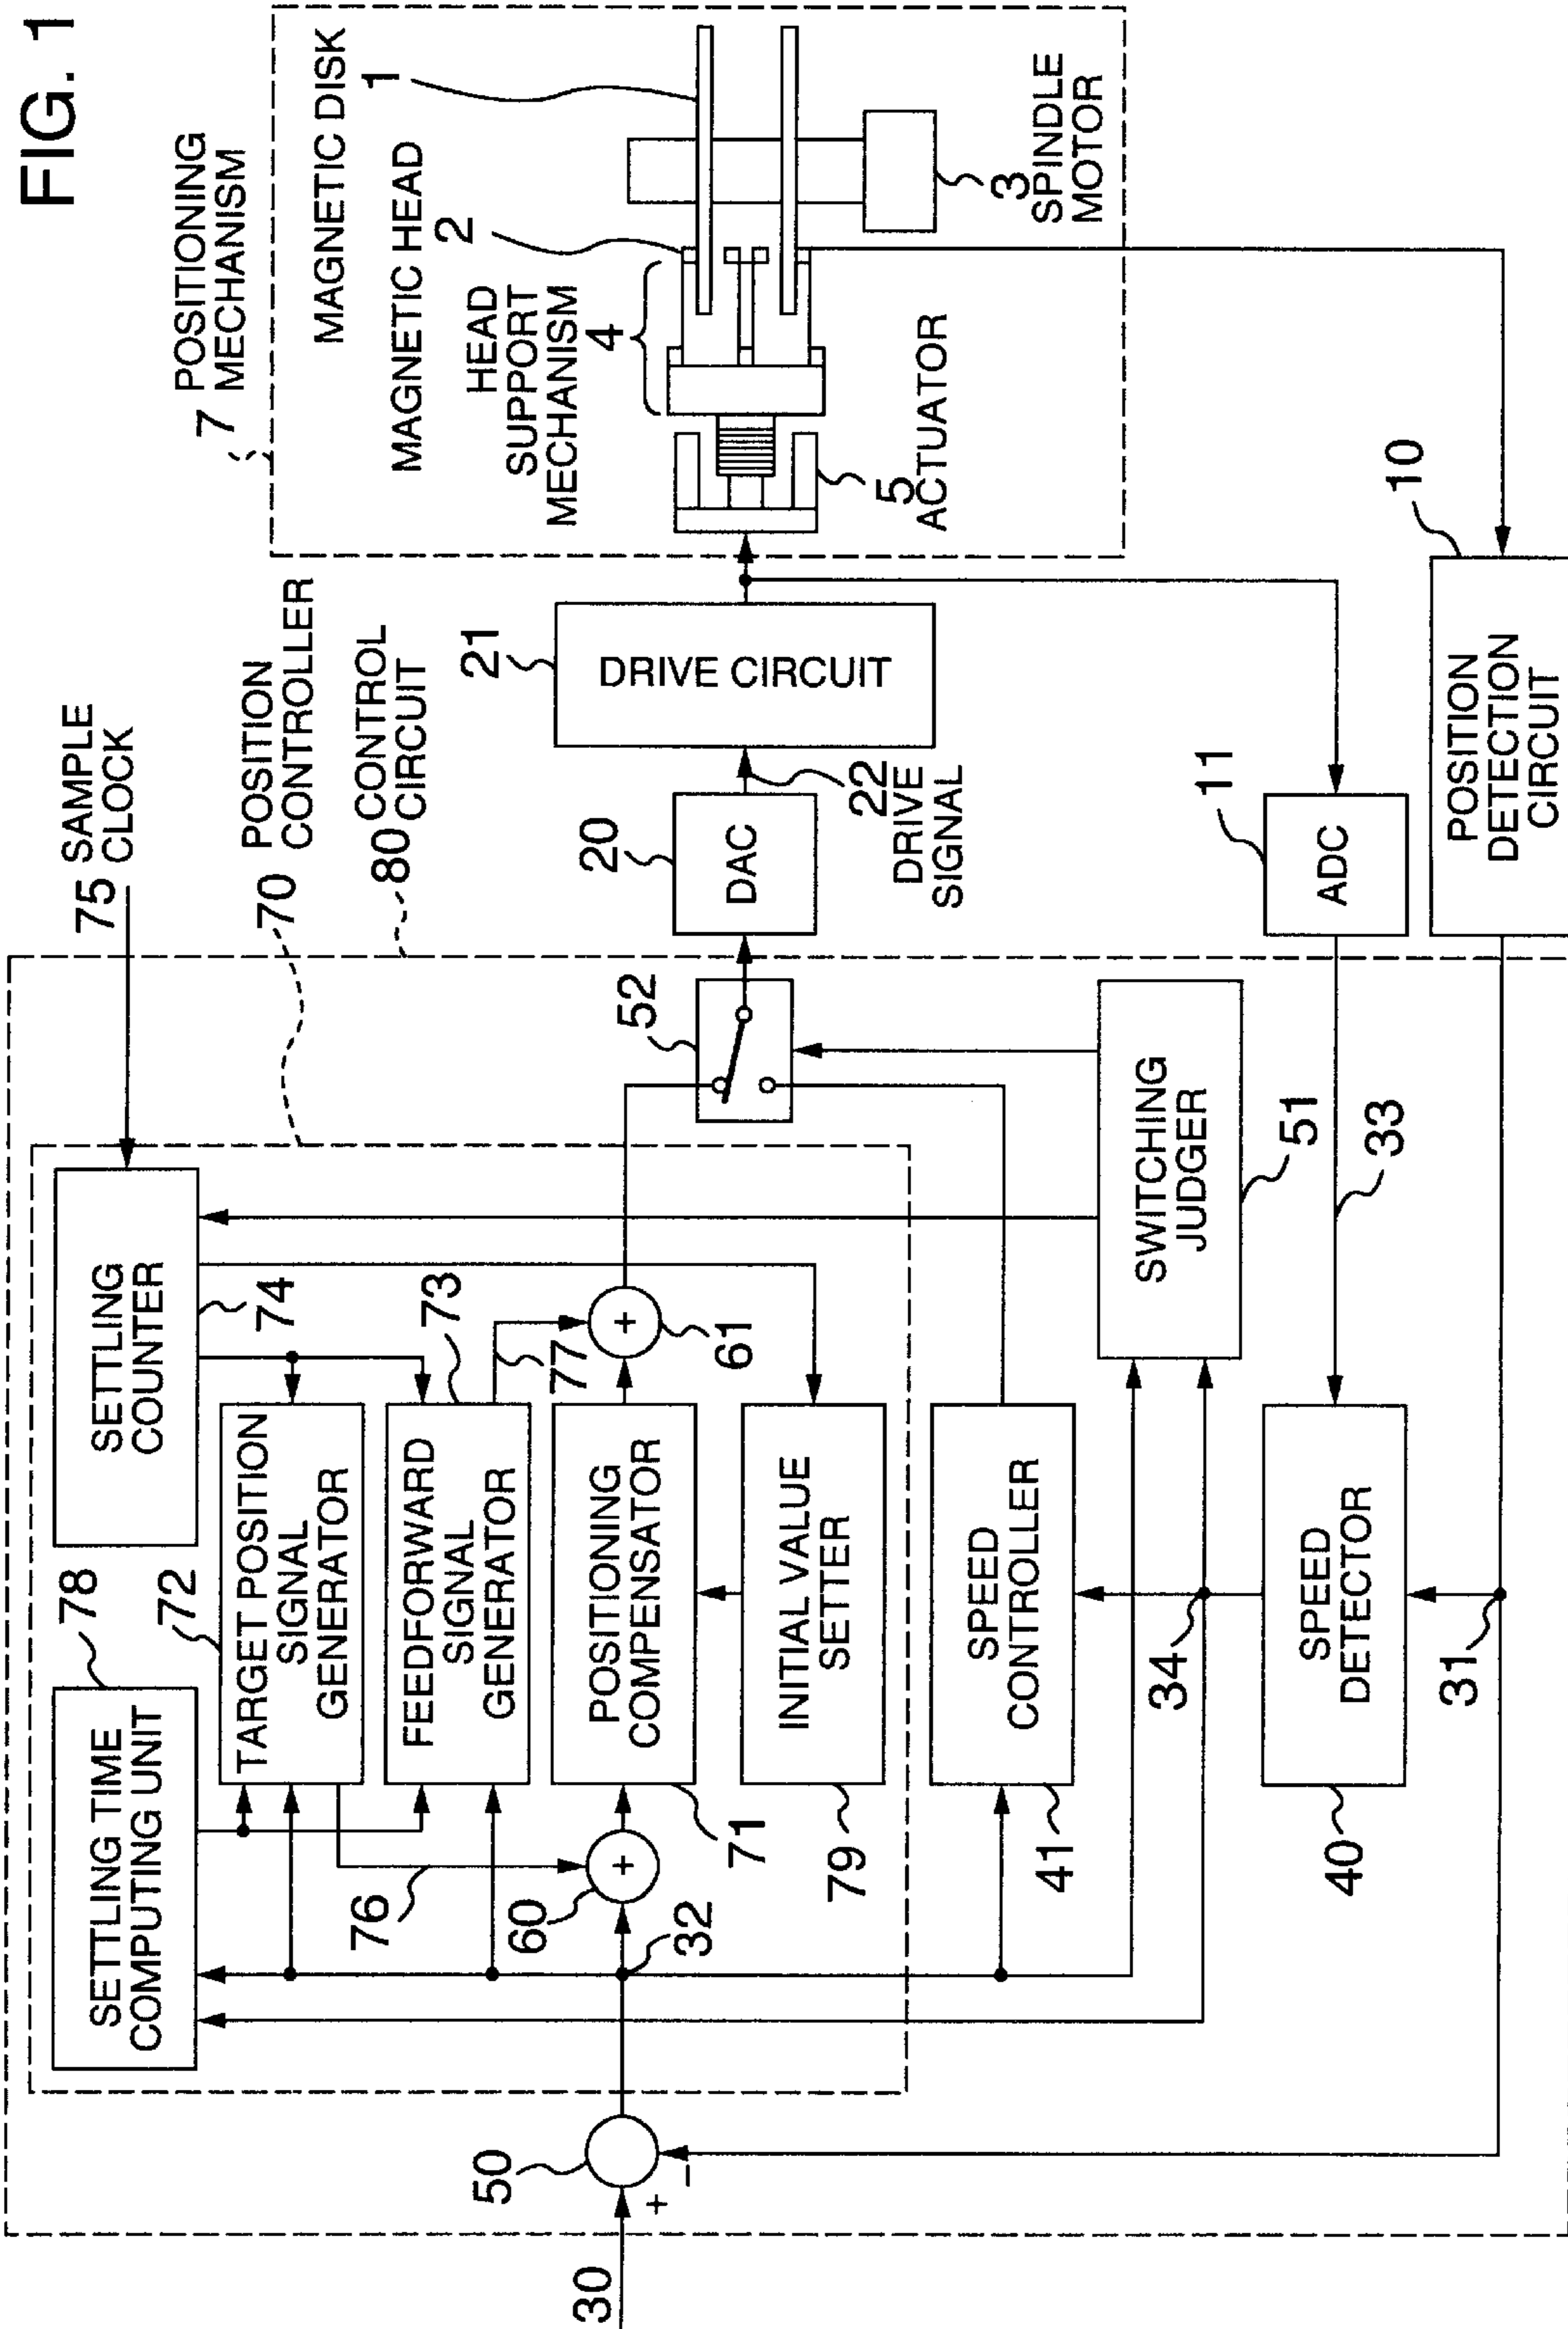 FIG. 1
7 POSITIONING
MECHANISM
MAGNETIC DISK
1
MAGNETIC HEAD
2
HEAD
SUPPORT
MECHANISM
4
3
SPINDLE
MOTOR
5
ACTUATOR
75 SAMPLE
CLOCK
70 POSITION
CONTROLLER
80 CONTROL
CIRCUIT
21
DRIVE CIRCUIT
20
DAC
22
DRIVE
SIGNAL
11
ADC
10
POSITION
DETECTION
CIRCUIT
52
SETTLING
COUNTER
74
78
SETTLING TIME
COMPUTING UNIT
72
TARGET POSITION
SIGNAL
GENERATOR
73
FEEDFORWARD
SIGNAL
GENERATOR
77
+
61
POSITIONING
COMPENSATOR
71
INITIAL VALUE
SETTER
79
76
+
60
32
SPEED
CONTROLLER
41
SWITCHING
JUDGER
51
33
34
SPEED
DETECTOR
40
31
50
+
−
30